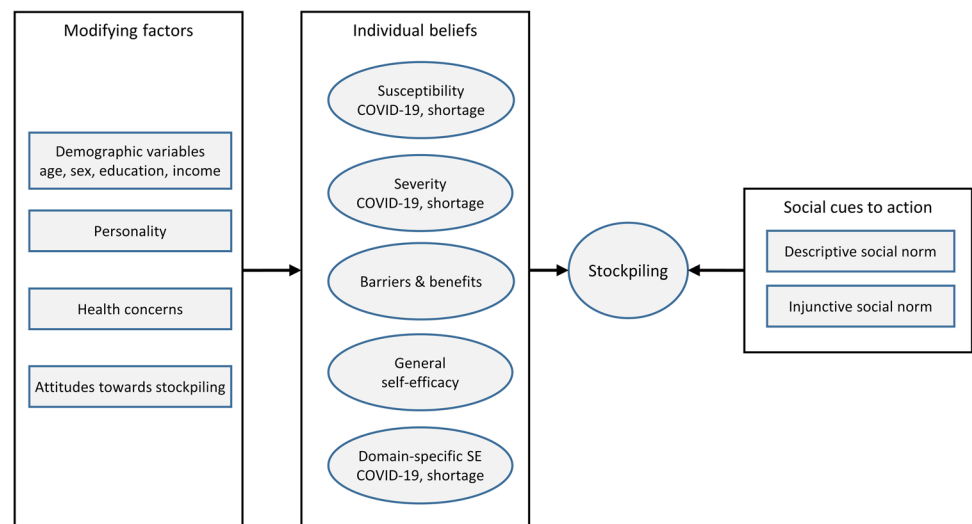 Modifying factors
Demographic variables
age, sex, education, income
Personality
Health concerns
Attitudes towards stockpiling
Individual beliefs
Susceptibility
COVID-19, shortage
Severity
COVID-19, shortage
Barriers & benefits
General
self-efficacy
Domain-specific SE
COVID-19, shortage
Stockpiling
Social cues to action
Descriptive social norm
Injunctive social norm